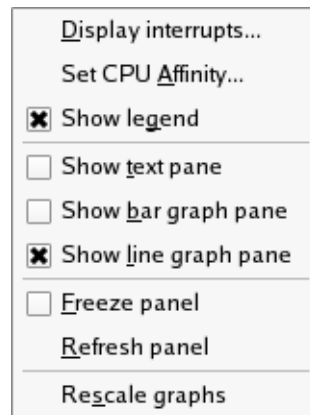 Display interrupts...
Set CPU Affinity...
Show legend
Show text pane
Show bar graph pane
Show line graph pane
Freeze panel
Refresh panel
Rescale graphs